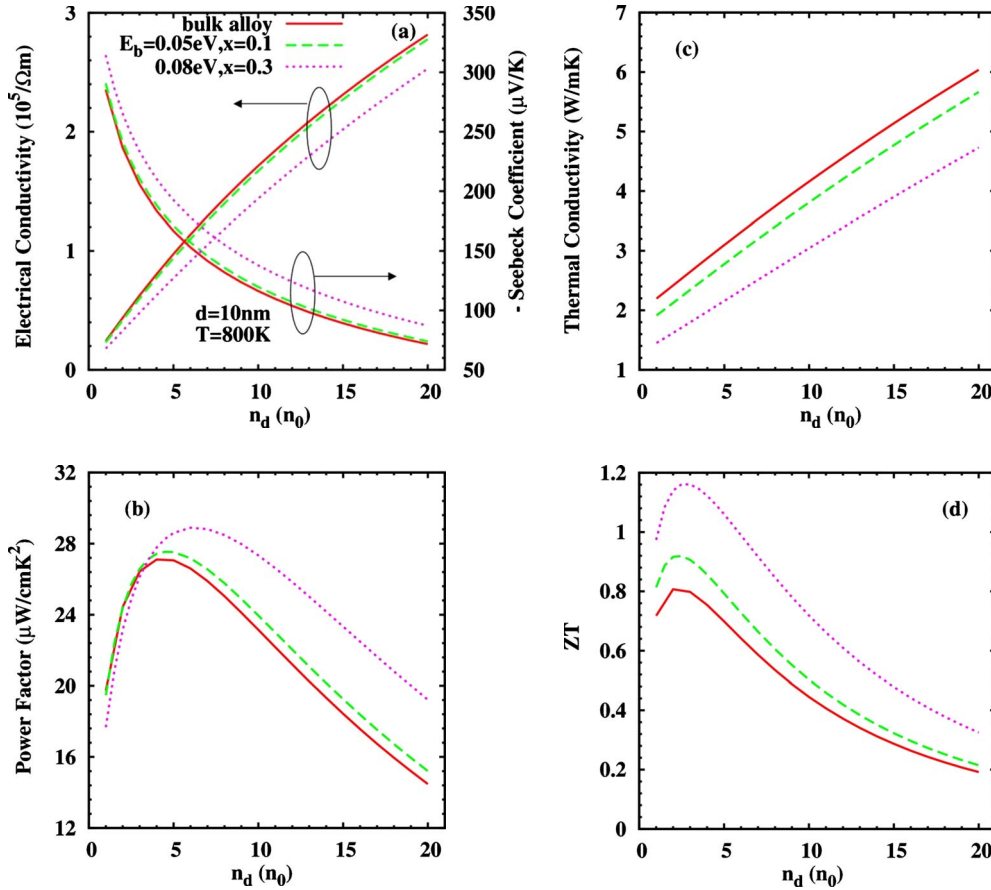 bulk alloy
E_b=0.05eV,x=0.1
0.08eV,x=0.3
(a)
d=10nm
T=800K
Electrical Conductivity (10^5/Ωm)
0
1
2
3
- Seebeck Coefficient (μV/K)
50
100
150
200
250
300
350
0 5 10 15 20
n_d (n_0)
(c)
Thermal Conductivity (W/mK)
7
6
5
4
3
2
1
0 5 10 15 20
n_d (n_0)
(b)
Power Factor (μW/cmK^2)
32
28
24
20
16
12
0 5 10 15 20
n_d (n_0)
(d)
ZT
1.2
1
0.8
0.6
0.4
0.2
0
0 5 10 15 20
n_d (n_0)